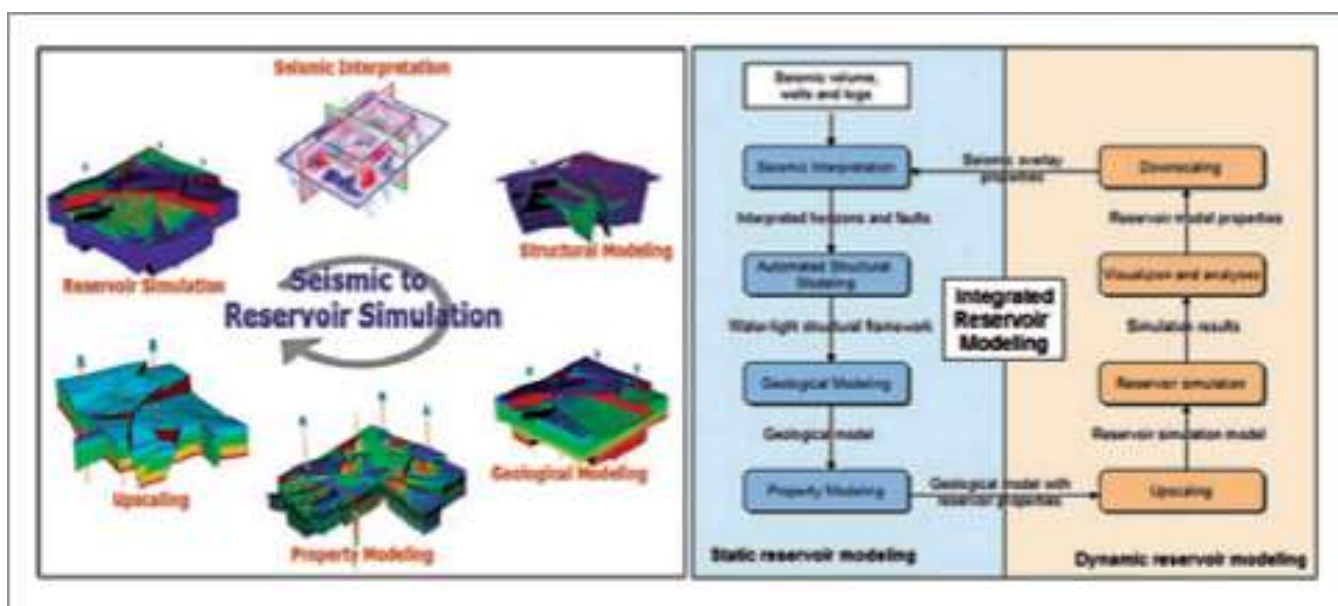 Seismic Interpretation
Reservoir Simulation
Structural Modeling
Seismic to
Reservoir Simulation
Upscaling
Property Modeling
Geological Modeling
Seismic volume,
wells and logs
Seismic Interpretation
Interpreted horizons and faults
Automated Structural
Modeling
Water-tight structural framework
Geological Modeling
Geological model
Property Modeling
Geological model with
reservoir properties
Static reservoir modeling
Integrated
Reservoir
Modeling
Seismic overlay
properties
Downscaling
Reservoir model properties
Visualizion and analyses
Simulation results
Reservoir simulation
Reservoir simulation model
Upscaling
Dynamic reservoir modeling